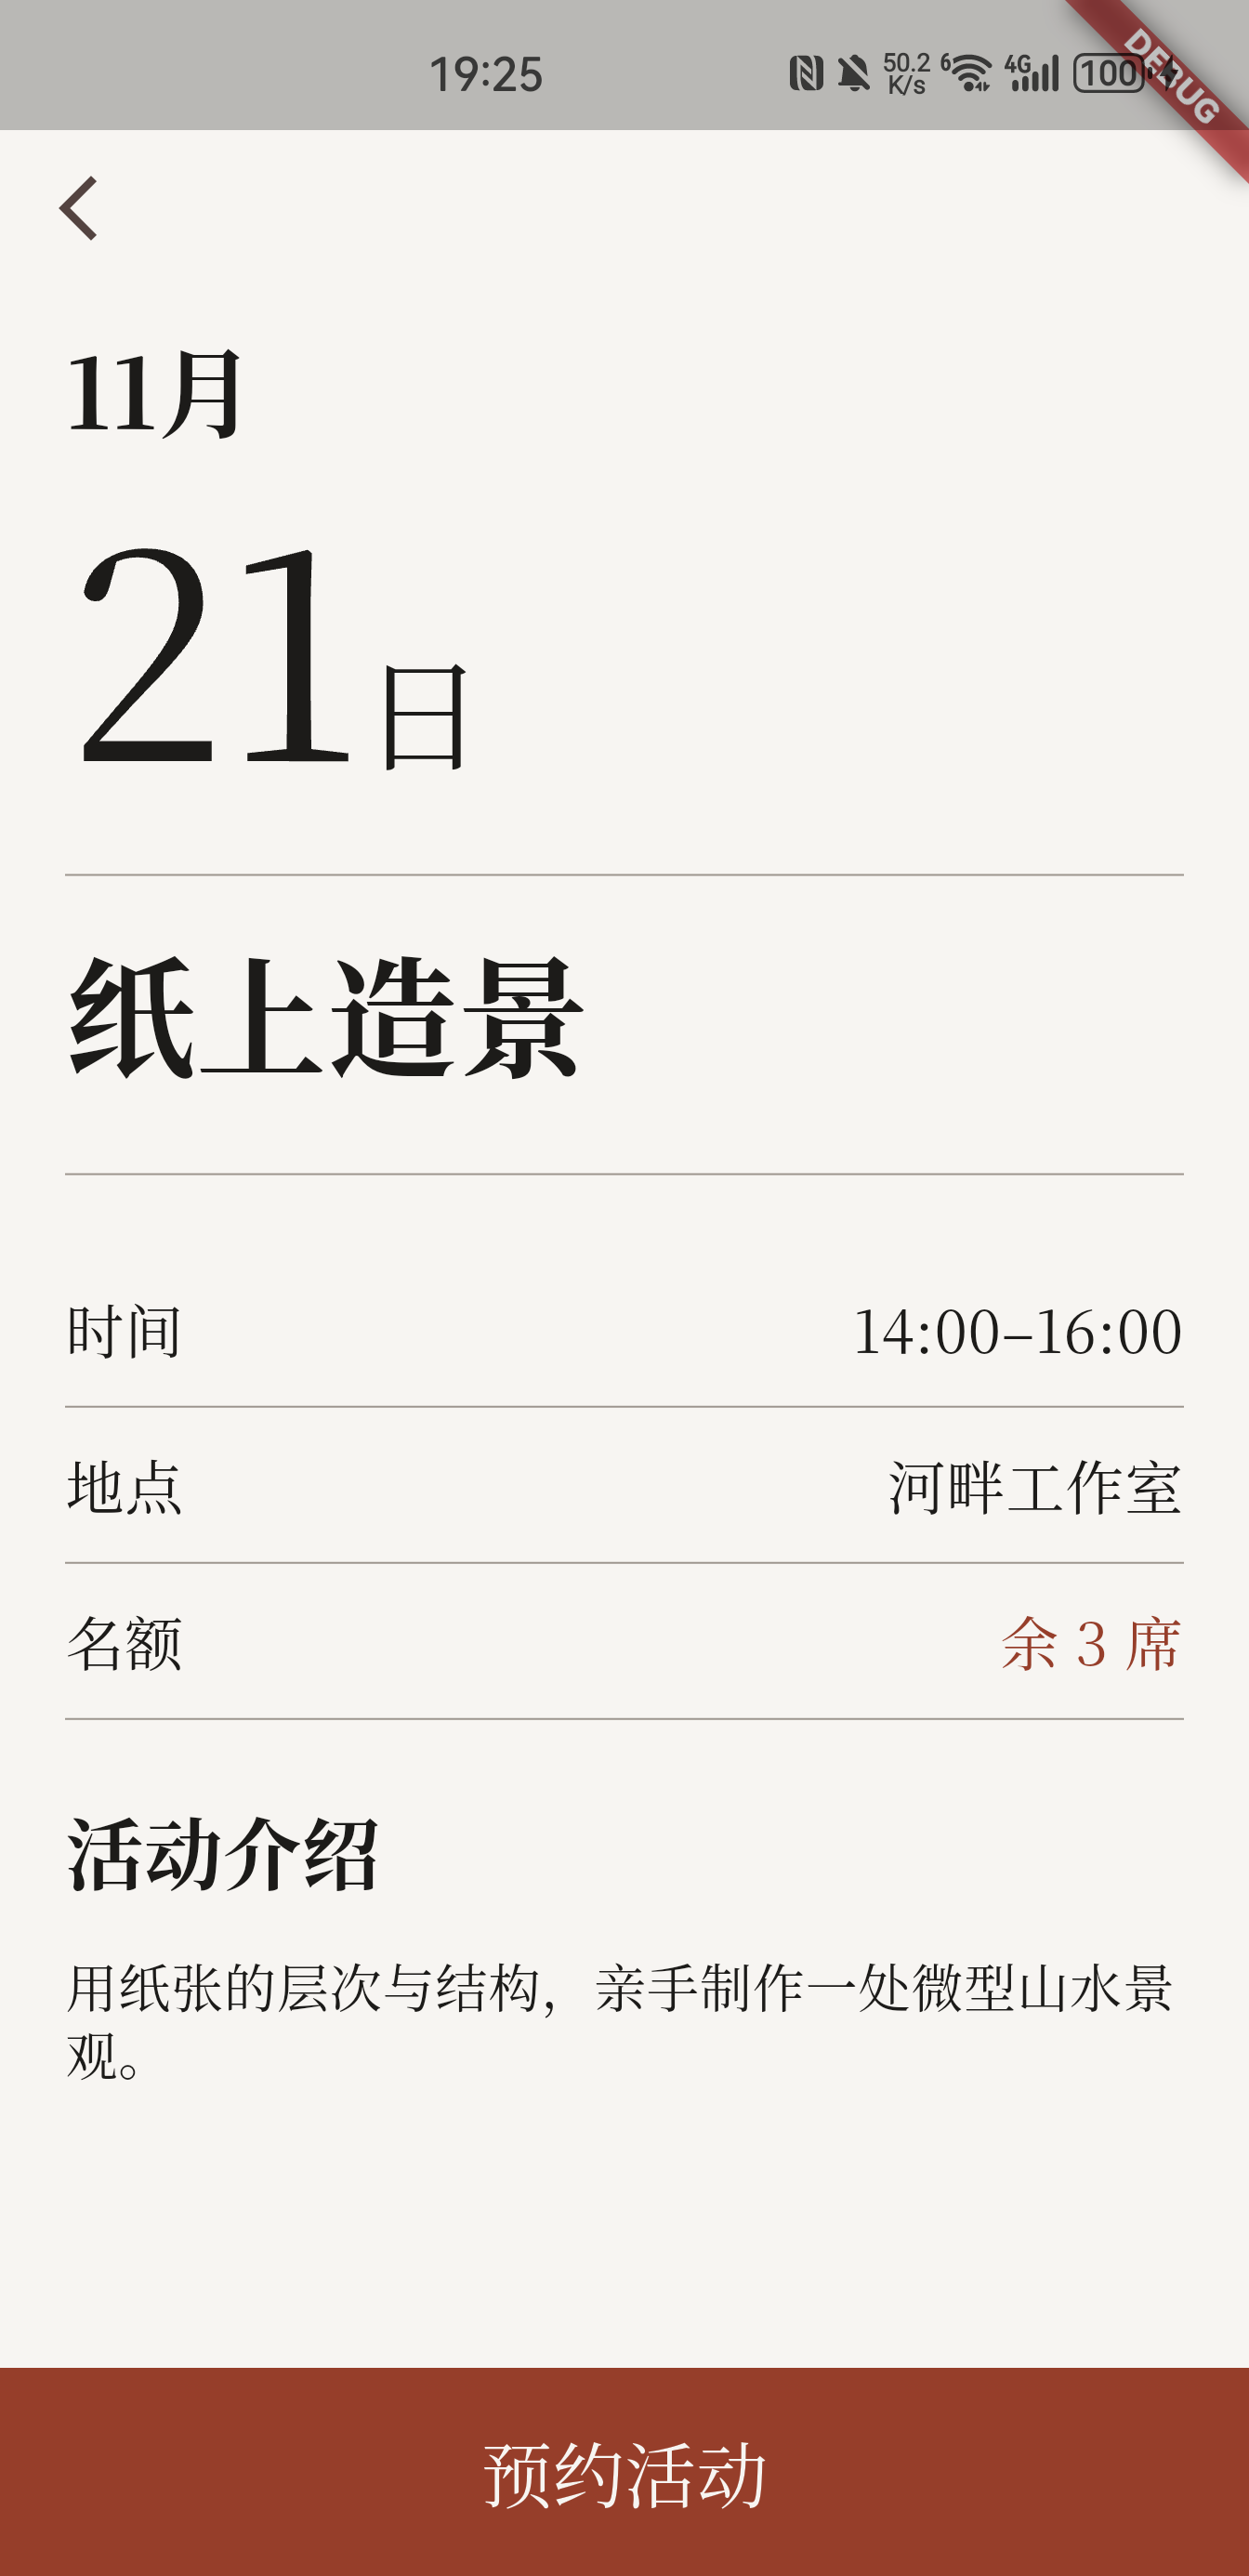 19:25
50.2 K/s
6
4G
100
DEBUG
11月
21日
纸上造景
时间 14:00–16:00
地点 河畔工作室
名额 余 3 席
活动介绍
用纸张的层次与结构，亲手制作一处微型山水景
观。
预约活动